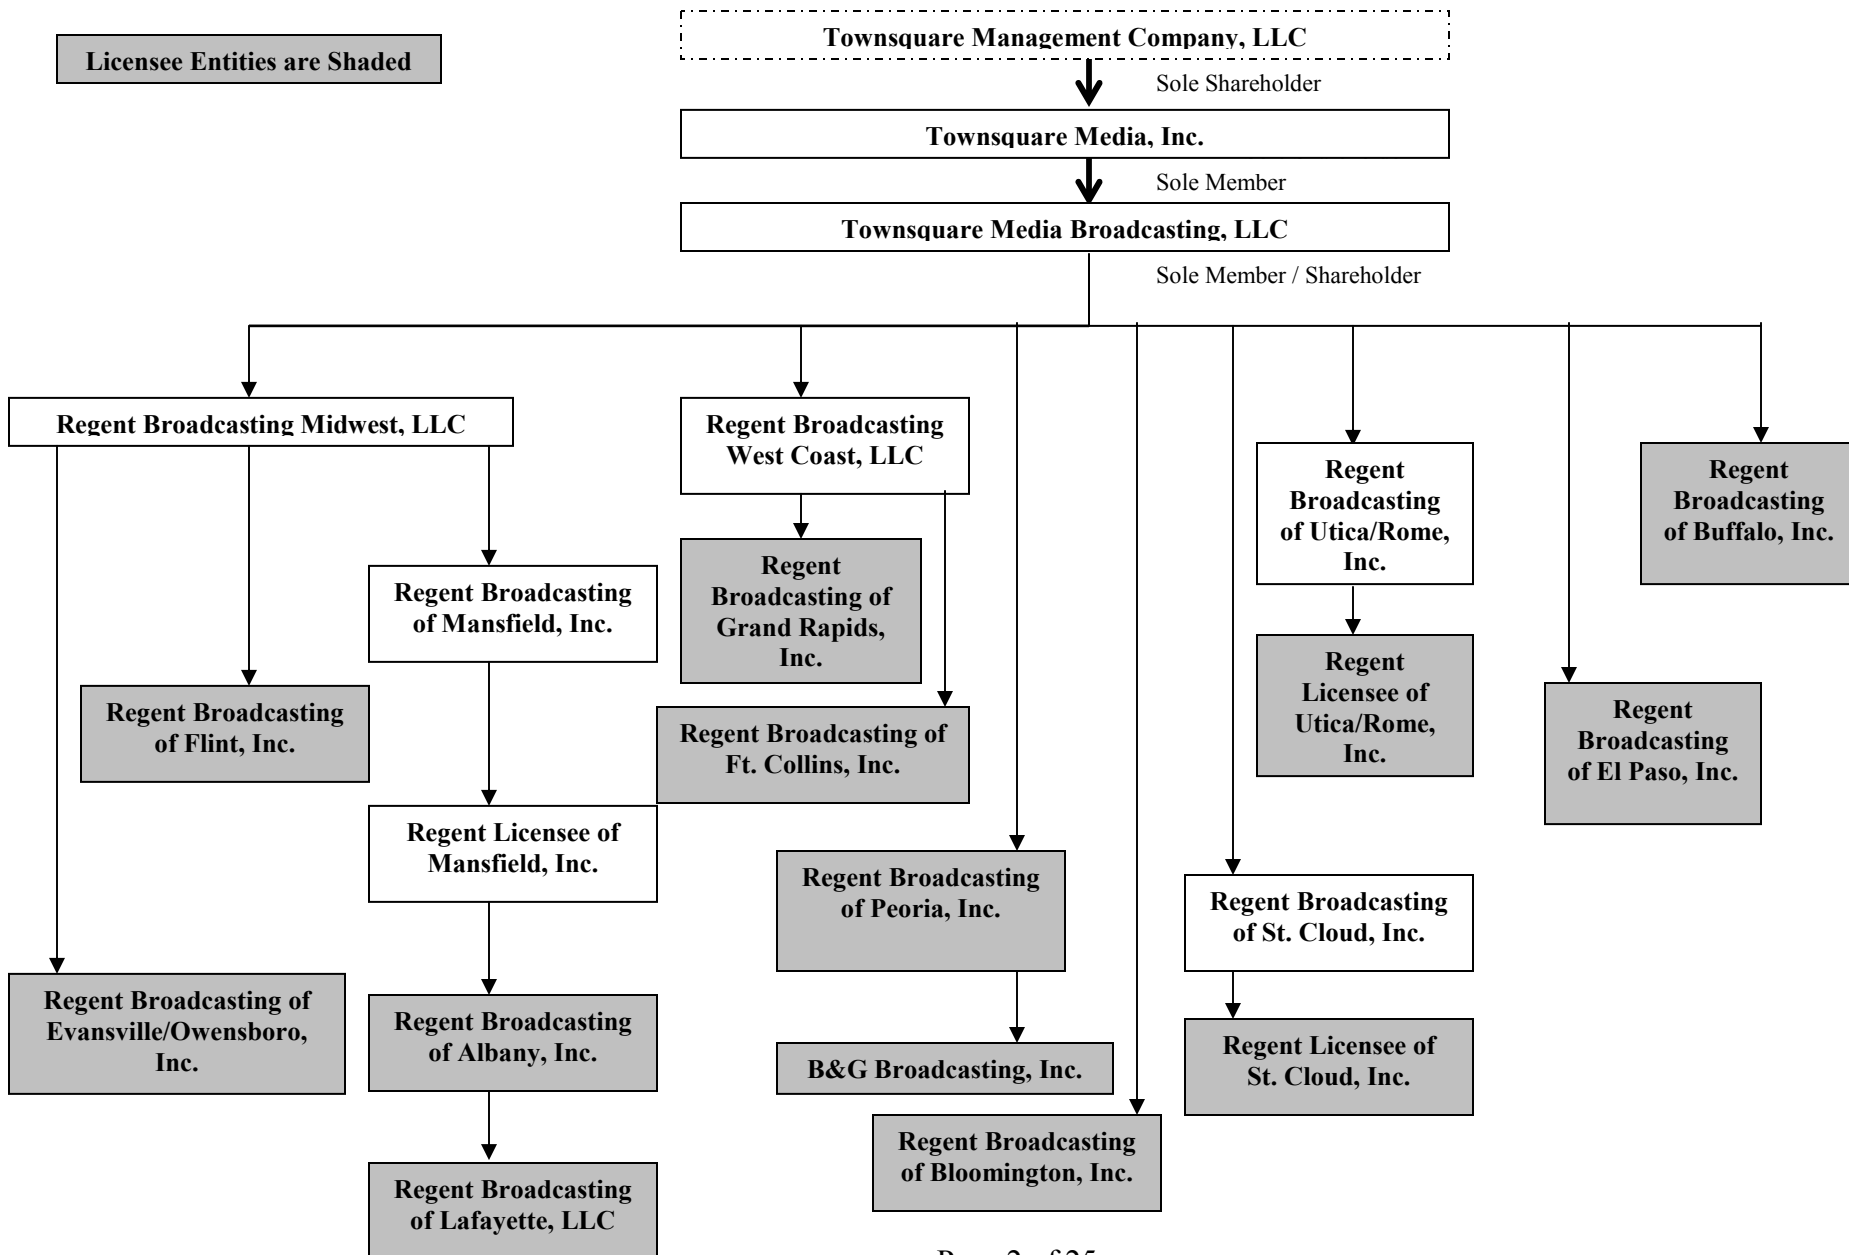 Townsquare Management Company, LLC
Licensee Entities are Shaded
Sole Shareholder
Townsquare Media, Inc.
Sole Member
Townsquare Media Broadcasting, LLC
Sole Member / Shareholder
Regent Broadcasting Midwest, LLC
Regent Broadcasting
West Coast, LLC
Regent
Broadcasting
of Utica/Rome,
Inc.
Regent
Broadcasting
of Buffalo, Inc.
Regent Broadcasting
of Mansfield, Inc.
Regent
Broadcasting of
Grand Rapids,
Inc.
Regent
Licensee of
Utica/Rome,
Inc.
Regent Broadcasting
of Flint, Inc.
Regent Broadcasting of
Ft. Collins, Inc.
Regent
Broadcasting
of El Paso, Inc.
Regent Licensee of
Mansfield, Inc.
Regent Broadcasting
of Peoria, Inc.
Regent Broadcasting
of St. Cloud, Inc.
Regent Broadcasting of
Evansville/Owensboro,
Inc.
Regent Broadcasting
of Albany, Inc.
B&G Broadcasting, Inc.
Regent Licensee of
St. Cloud, Inc.
Regent Broadcasting
of Bloomington, Inc.
Regent Broadcasting
of Lafayette, LLC
Page 2 of 25